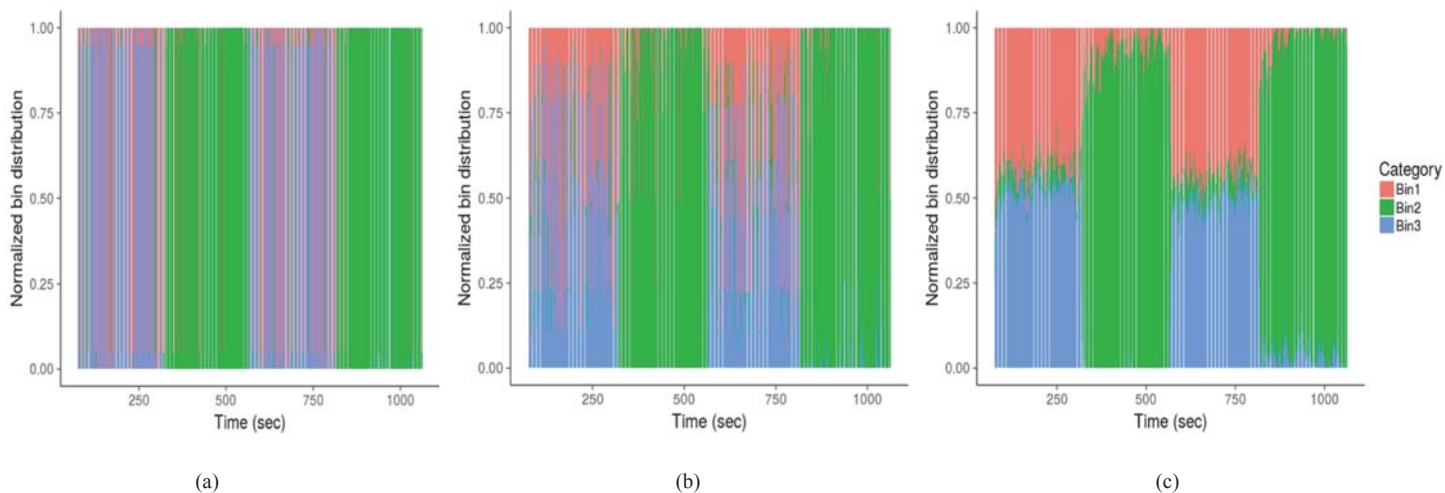 Normalized bin distribution
1.00
0.75
0.50
0.25
0.00
250
500
750
1000
Time (sec)
(a)
Normalized bin distribution
1.00
0.75
0.50
0.25
0.00
250
500
750
1000
Time (sec)
(b)
Normalized bin distribution
1.00
0.75
0.50
0.25
0.00
250
500
750
1000
Time (sec)
(c)
Category
Bin1
Bin2
Bin3